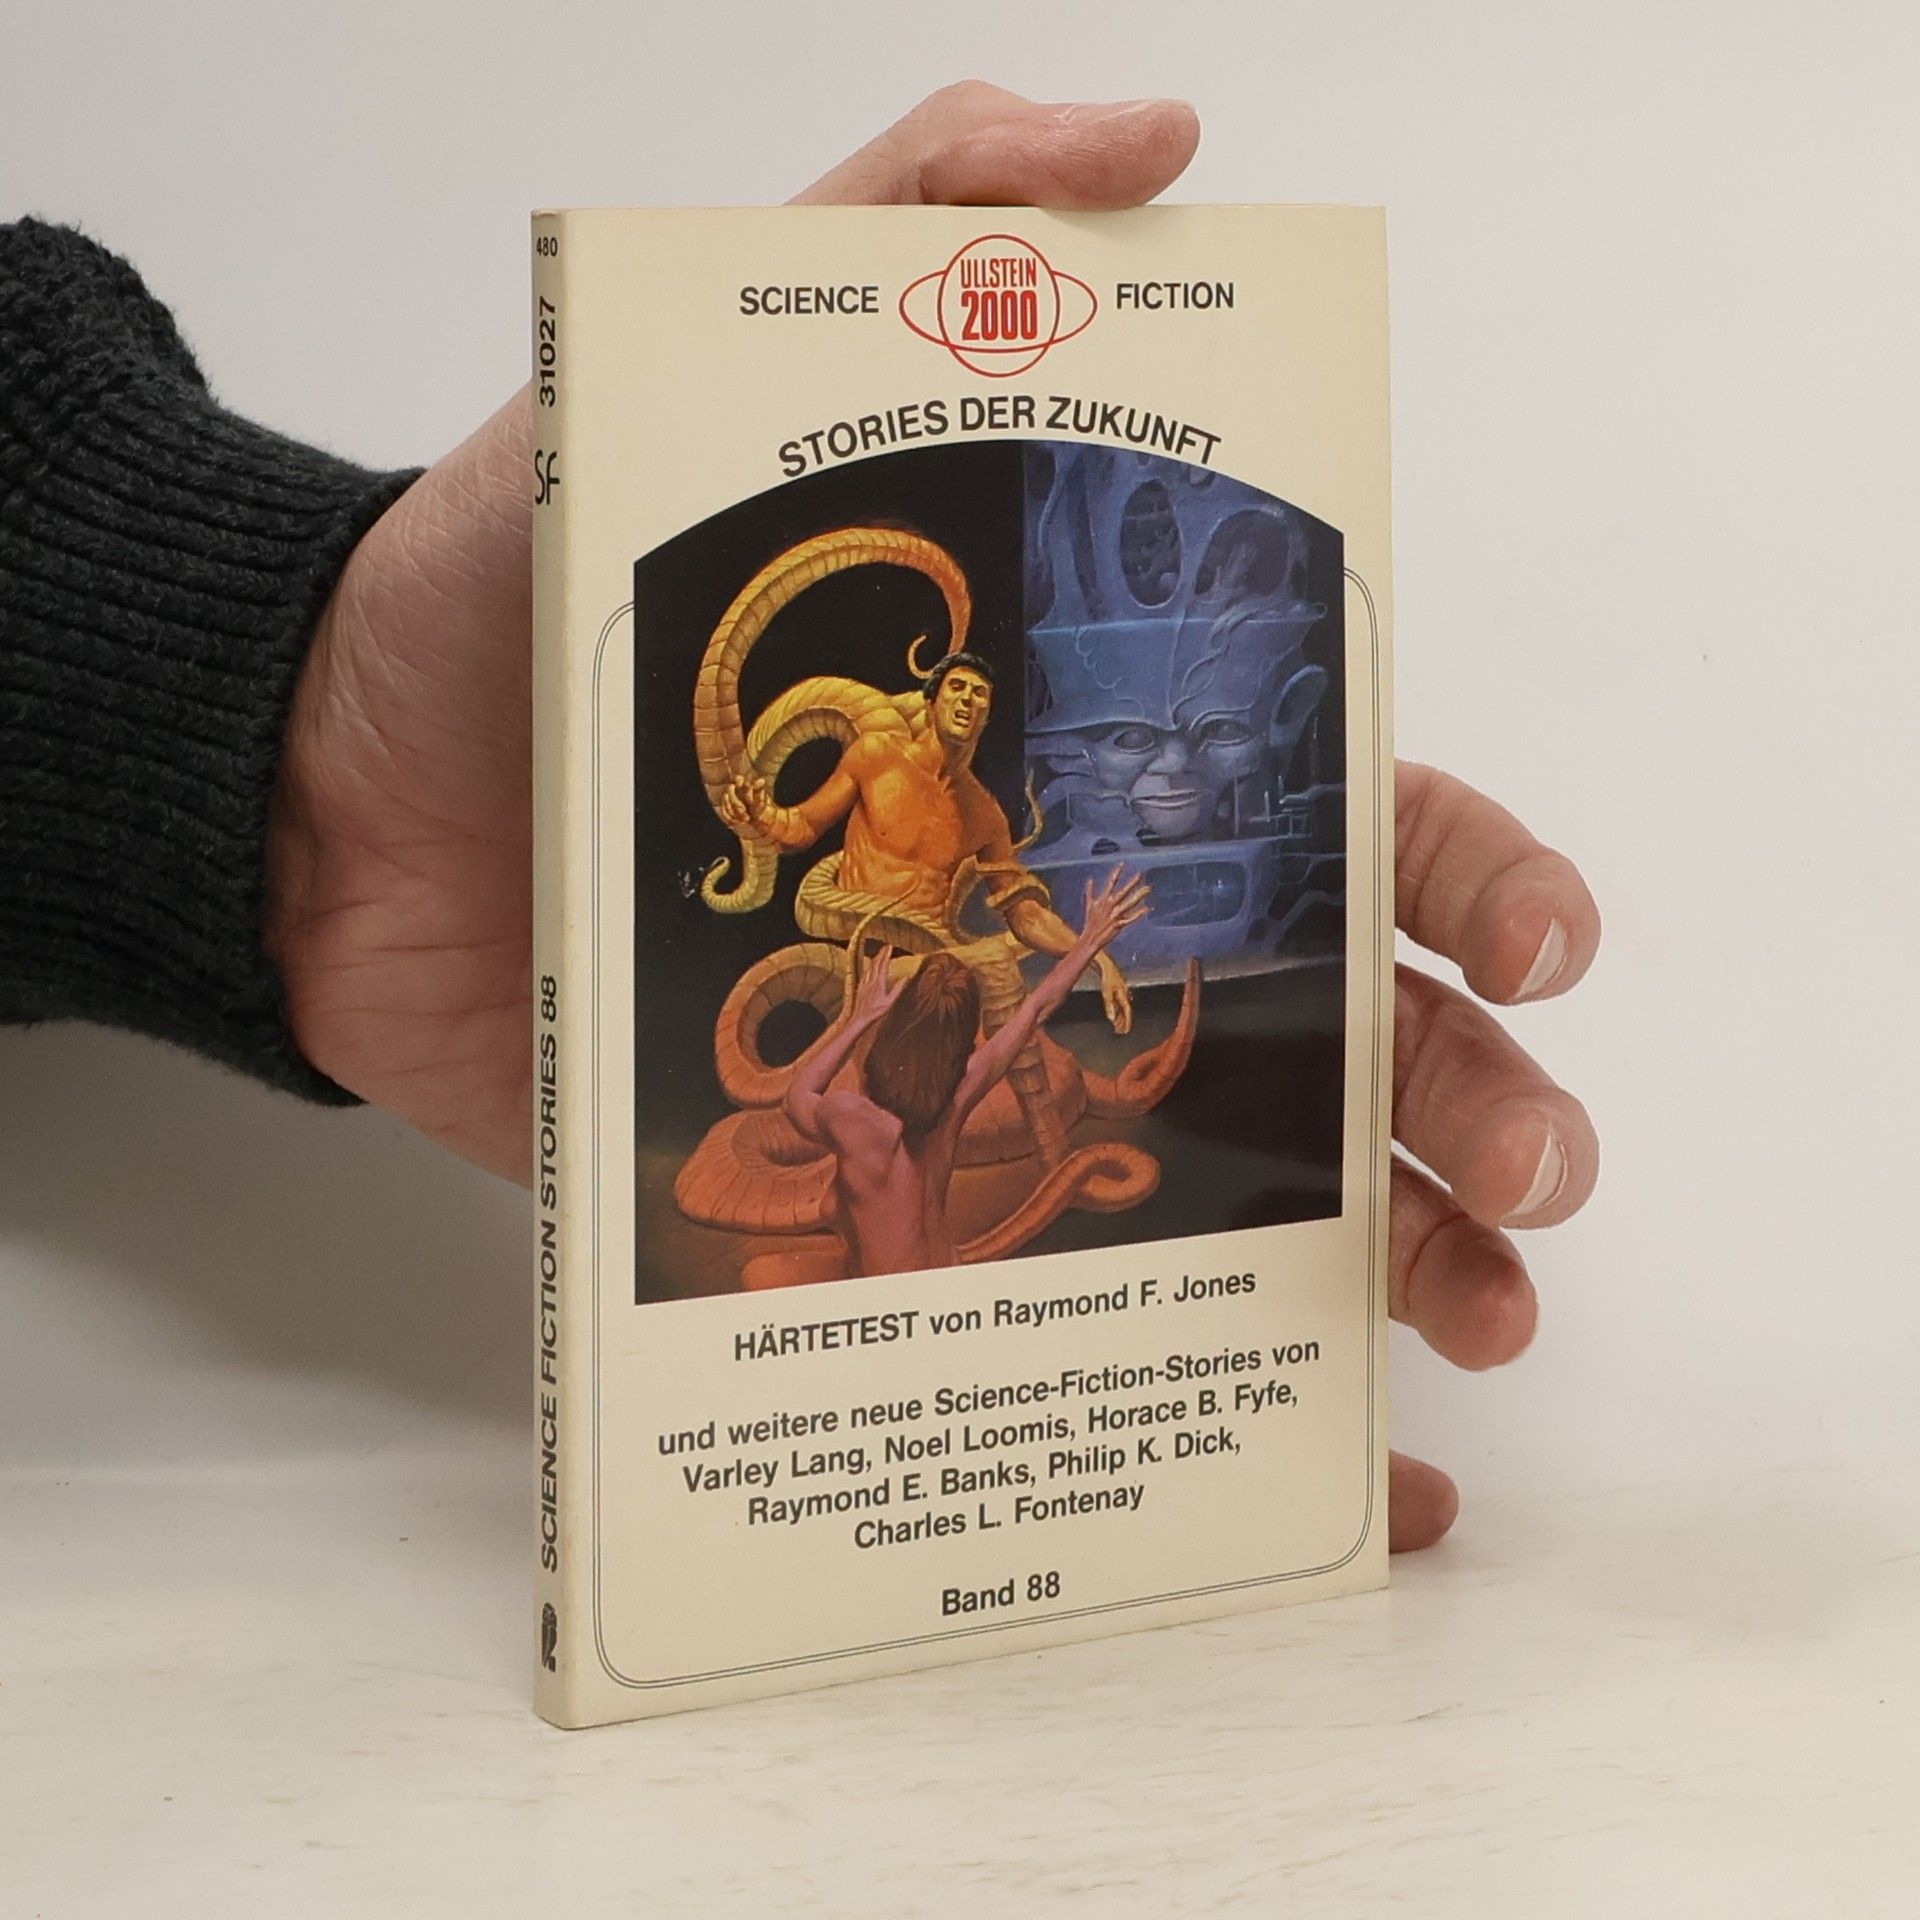 SCIENCE ULLSTEIN 2000 FICTION
STORIES DER ZUKUNFT
HÄRTETEST von Raymond F. Jones
und weitere neue Science-Fiction-Stories von
Varley Lang, Noel Loomis, Horace B. Fyfe,
Raymond E. Banks, Philip K. Dick,
Charles L. Fontenay
Band 88
480
31027
SF
SCIENCE FICTION STORIES 88